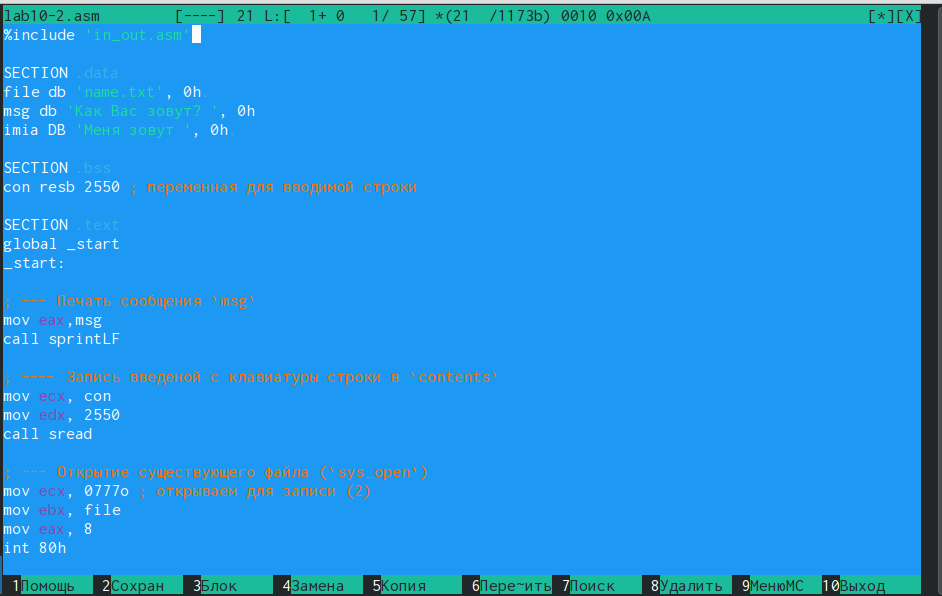 lab10-2.asm [----] 21 L:[ 1+ 0 1/ 57] *(21 /1173b) 0010 0x00A [*][X]
%include 'in_out.asm'
SECTION .data
file db 'name.txt', 0h
msg db 'Как Вас зовут? ', 0h
imia DB 'Меня зовут ', 0h
SECTION .bss
con resb 2550 ; переменная для вводимой строки
SECTION .text
global _start
_start:
; --- Печать сообщения `msg`
mov eax,msg
call sprintLF
; ---- Запись введеной с клавиатуры строки в `contents`
mov ecx, con
mov edx, 2550
call sread
; --- Открытие существующего файла (`sys_open`)
mov ecx, 0777o ; открываем для записи (2)
mov ebx, file
mov eax, 8
int 80h
1Помощь 2Сохран 3Блок 4Замена 5Копия 6Пере~ить 7Поиск 8Удалить 9МенюМС 10Выход